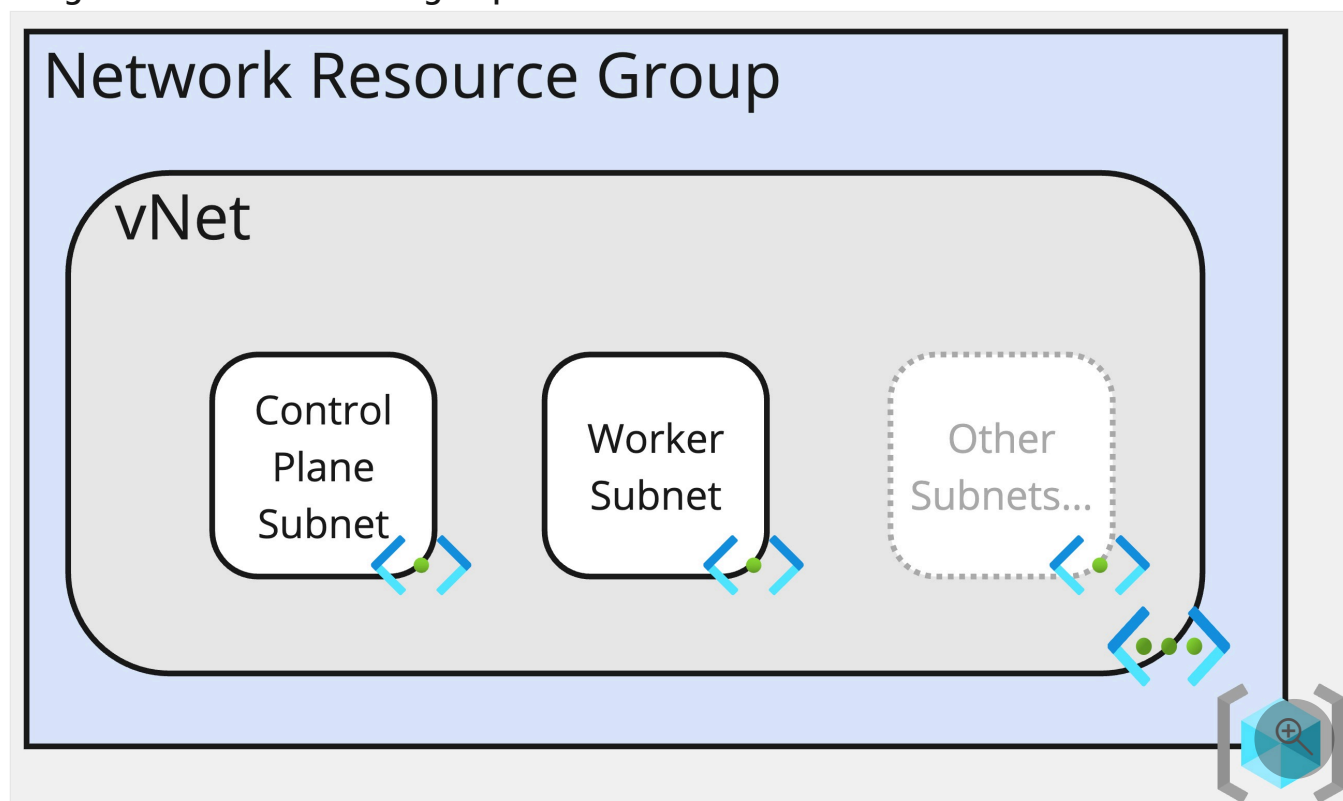 Network Resource Group
vNet
Control
Plane
Subnet
Worker
Subnet
Other
Subnets...